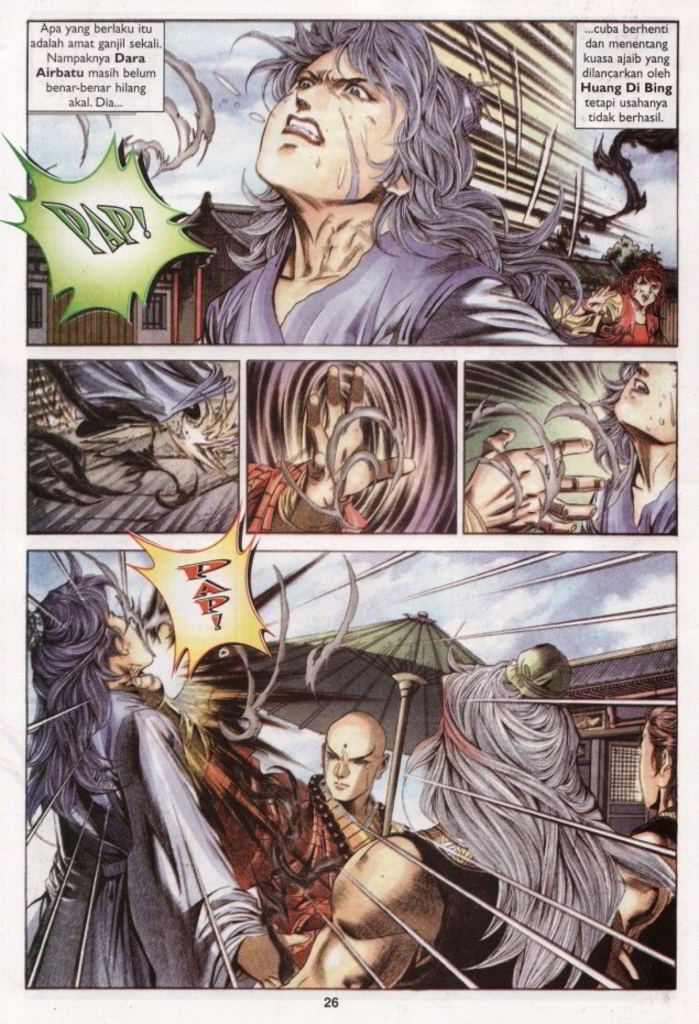 Apa yang berlaku itu
adalah amat ganjil sekali.
Nampaknya Dara
Airbatu masih belum
benar-benar hilang
akal. Dia...
...cuba berhenti
dan menentang
kuasa ajaib yang
dilancarkan oleh
Huang Di Bing
tetapi usahanya
tidak berhasil.
PAP!
PAP!
26